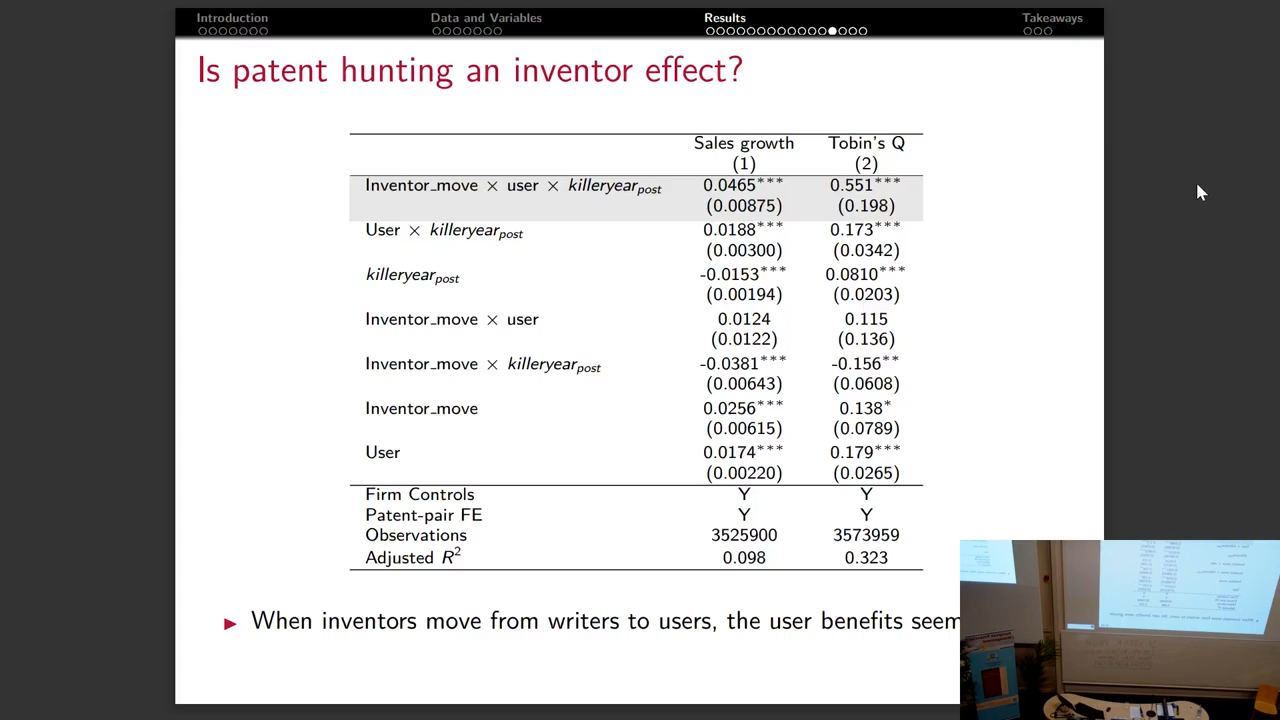 Introduction Data and Variables Results Takeaways
Is patent hunting an inventor effect?
Sales growth Tobin's Q
(1) (2)
Inventor_move × user × killeryearpost 0.0465*** 0.551***
(0.00875) (0.198)
User × killeryearpost 0.0188*** 0.173***
(0.00300) (0.0342)
killeryearpost -0.0153*** 0.0810***
(0.00194) (0.0203)
Inventor_move × user 0.0124 0.115
(0.0122) (0.136)
Inventor_move × killeryearpost -0.0381*** -0.156**
(0.00643) (0.0608)
Inventor_move 0.0256*** 0.138*
(0.00615) (0.0789)
User 0.0174*** 0.179***
(0.00220) (0.0265)
Firm Controls Y Y
Patent-pair FE Y Y
Observations 3525900 3573959
Adjusted R² 0.098 0.323
When inventors move from writers to users, the user benefits seem